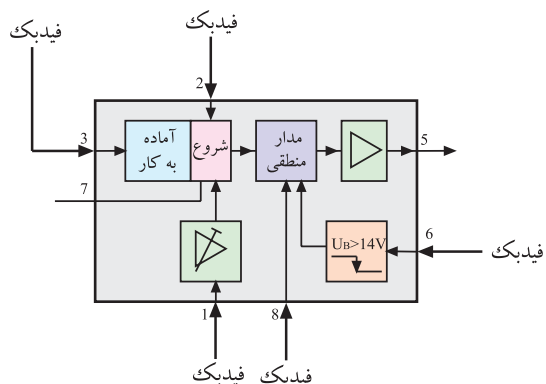 فیدبک
فیدبک
2
3
آماده
به کار
شروع
مدار
منطقی
5
7
6
UB>14V
فیدبک
1
8
فیدبک
فیدبک